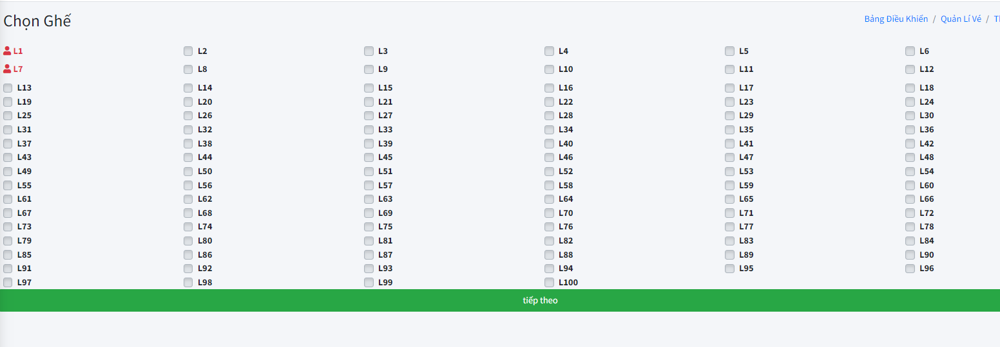 Chọn Ghế
Bảng Điều Khiển / Quản Lí Vé /
L1 L2 L3 L4 L5 L6
L7 L8 L9 L10 L11 L12
L13 L14 L15 L16 L17 L18
L19 L20 L21 L22 L23 L24
L25 L26 L27 L28 L29 L30
L31 L32 L33 L34 L35 L36
L37 L38 L39 L40 L41 L42
L43 L44 L45 L46 L47 L48
L49 L50 L51 L52 L53 L54
L55 L56 L57 L58 L59 L60
L61 L62 L63 L64 L65 L66
L67 L68 L69 L70 L71 L72
L73 L74 L75 L76 L77 L78
L79 L80 L81 L82 L83 L84
L85 L86 L87 L88 L89 L90
L91 L92 L93 L94 L95 L96
L97 L98 L99 L100
tiếp theo